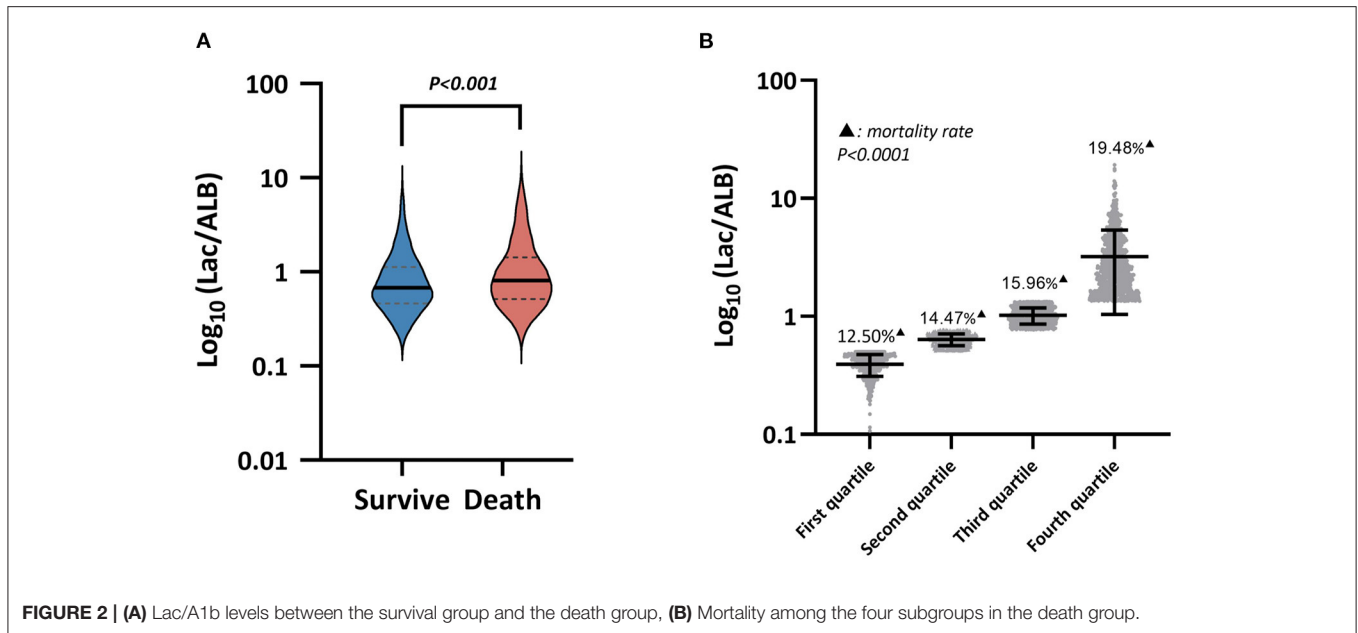 A
100
10
1
0.1
0.01
Log10 (Lac/ALB)
P<0.001
Survive Death
B
100
10
1
0.1
Log10 (Lac/ALB)
▲: mortality rate
P<0.0001
12.50%▲
14.47%▲
15.96%▲
19.48%▲
First quartile
Second quartile
Third quartile
Fourth quartile
FIGURE 2 | (A) Lac/A1b levels between the survival group and the death group, (B) Mortality among the four subgroups in the death group.